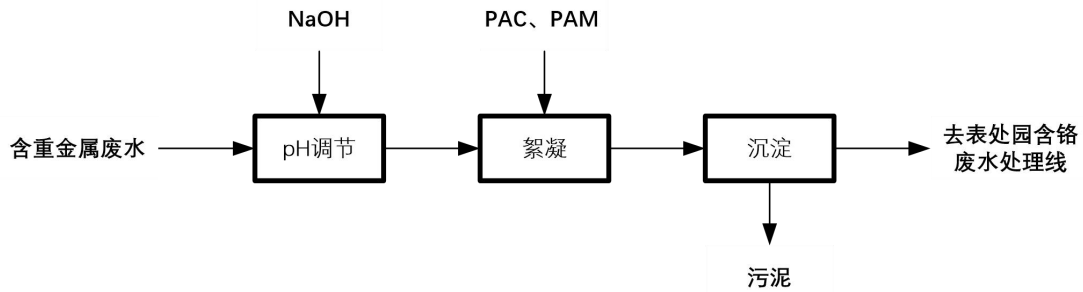 NaOH
PAC、PAM
含重金属废水
pH调节
絮凝
沉淀
去表处园含铬
废水处理线
污泥